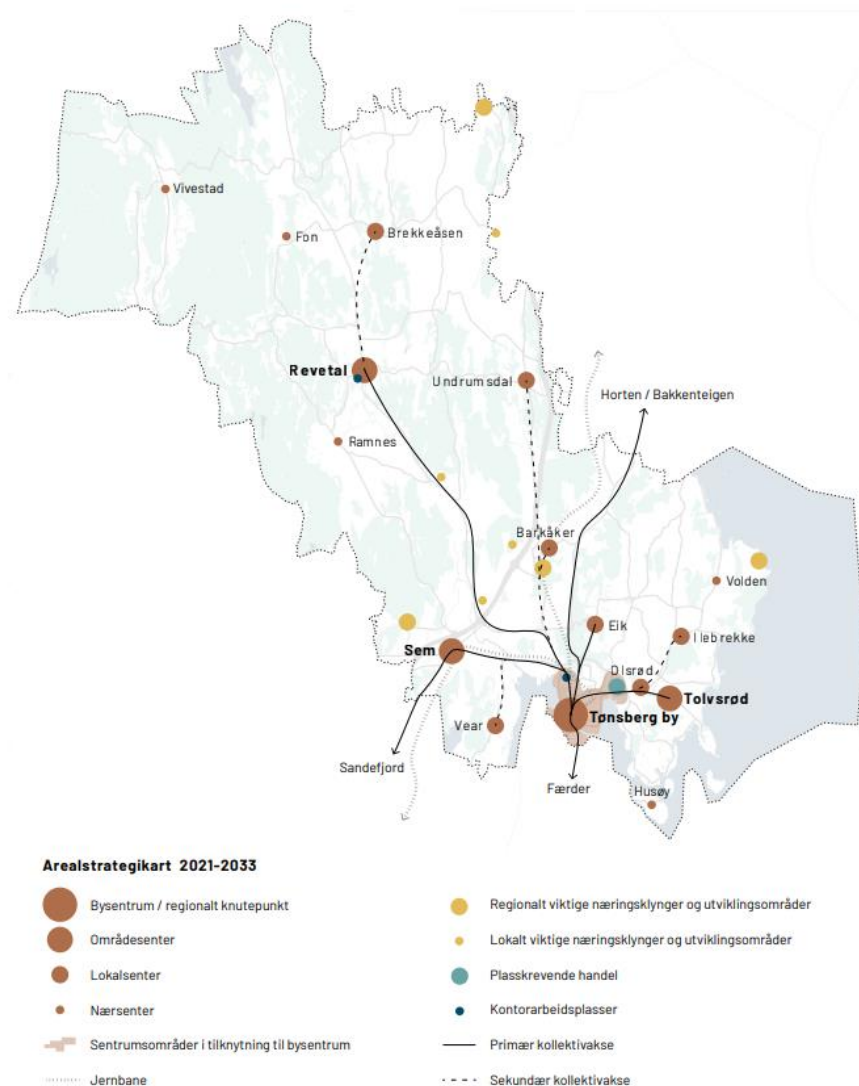 Vivestad
Fon
Brekkeåsen
Revetal
Undrumsdal
Horten / Bakkenteigen
Ramnes
Barkåker
Volden
Eik
Ilebrekke
Sem
Olsrød
Tolvsrød
Tønsberg by
Vear
Sandefjord
Færder
Husøy
Arealstrategikart 2021-2033
Bysentrum / regionalt knutepunkt
Områdesenter
Lokalsenter
Nærsenter
Sentrumsområder i tilknytning til bysentrum
Jernbane
Regionalt viktige næringsklynger og utviklingsområder
Lokalt viktige næringsklynger og utviklingsområder
Plasskrevende handel
Kontorarbeidsplasser
Primær kollektivakse
Sekundær kollektivakse